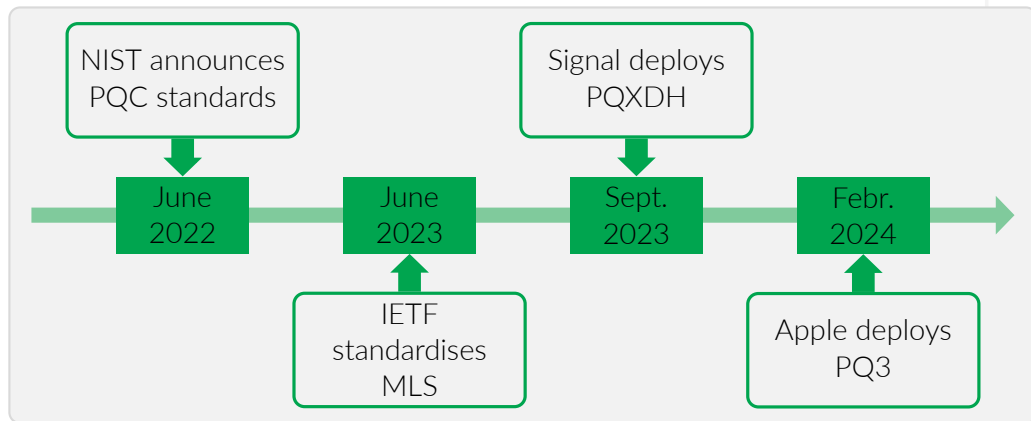 NIST announces
PQC standards
Signal deploys
PQXDH
June
2022
June
2023
Sept.
2023
Febr.
2024
IETF
standardises
MLS
Apple deploys
PQ3